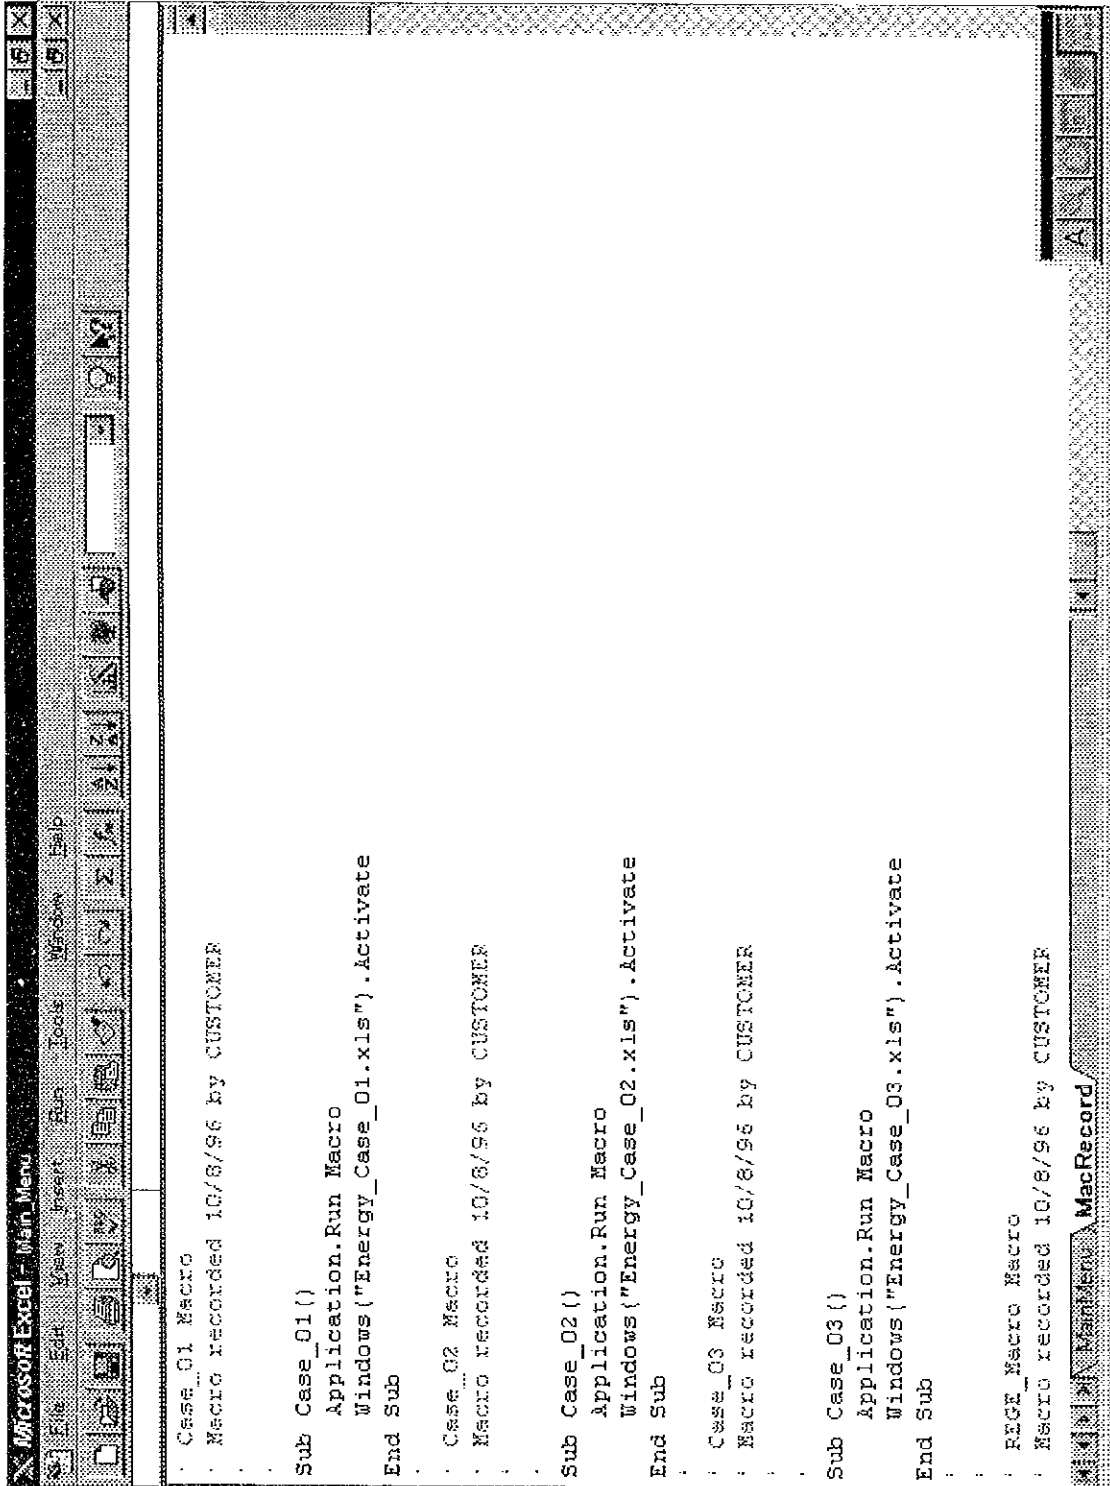 Microsoft Excel - Main_Menu
File Edit View Insert Run Tools Window Help
' Case_01 Macro
' Macro recorded 10/8/96 by CUSTOMER
'
'
Sub Case_01()
Application.Run Macro
Windows("Energy_Case_01.xls").Activate
End Sub
'
' Case_02 Macro
' Macro recorded 10/8/96 by CUSTOMER
'
'
Sub Case_02()
Application.Run Macro
Windows("Energy_Case_02.xls").Activate
End Sub
'
' Case_03 Macro
' Macro recorded 10/8/96 by CUSTOMER
'
'
Sub Case_03()
Application.Run Macro
Windows("Energy_Case_03.xls").Activate
End Sub
'
'
' REGE_Macro Macro
' Macro recorded 10/8/96 by CUSTOMER
MainMenu MacRecord